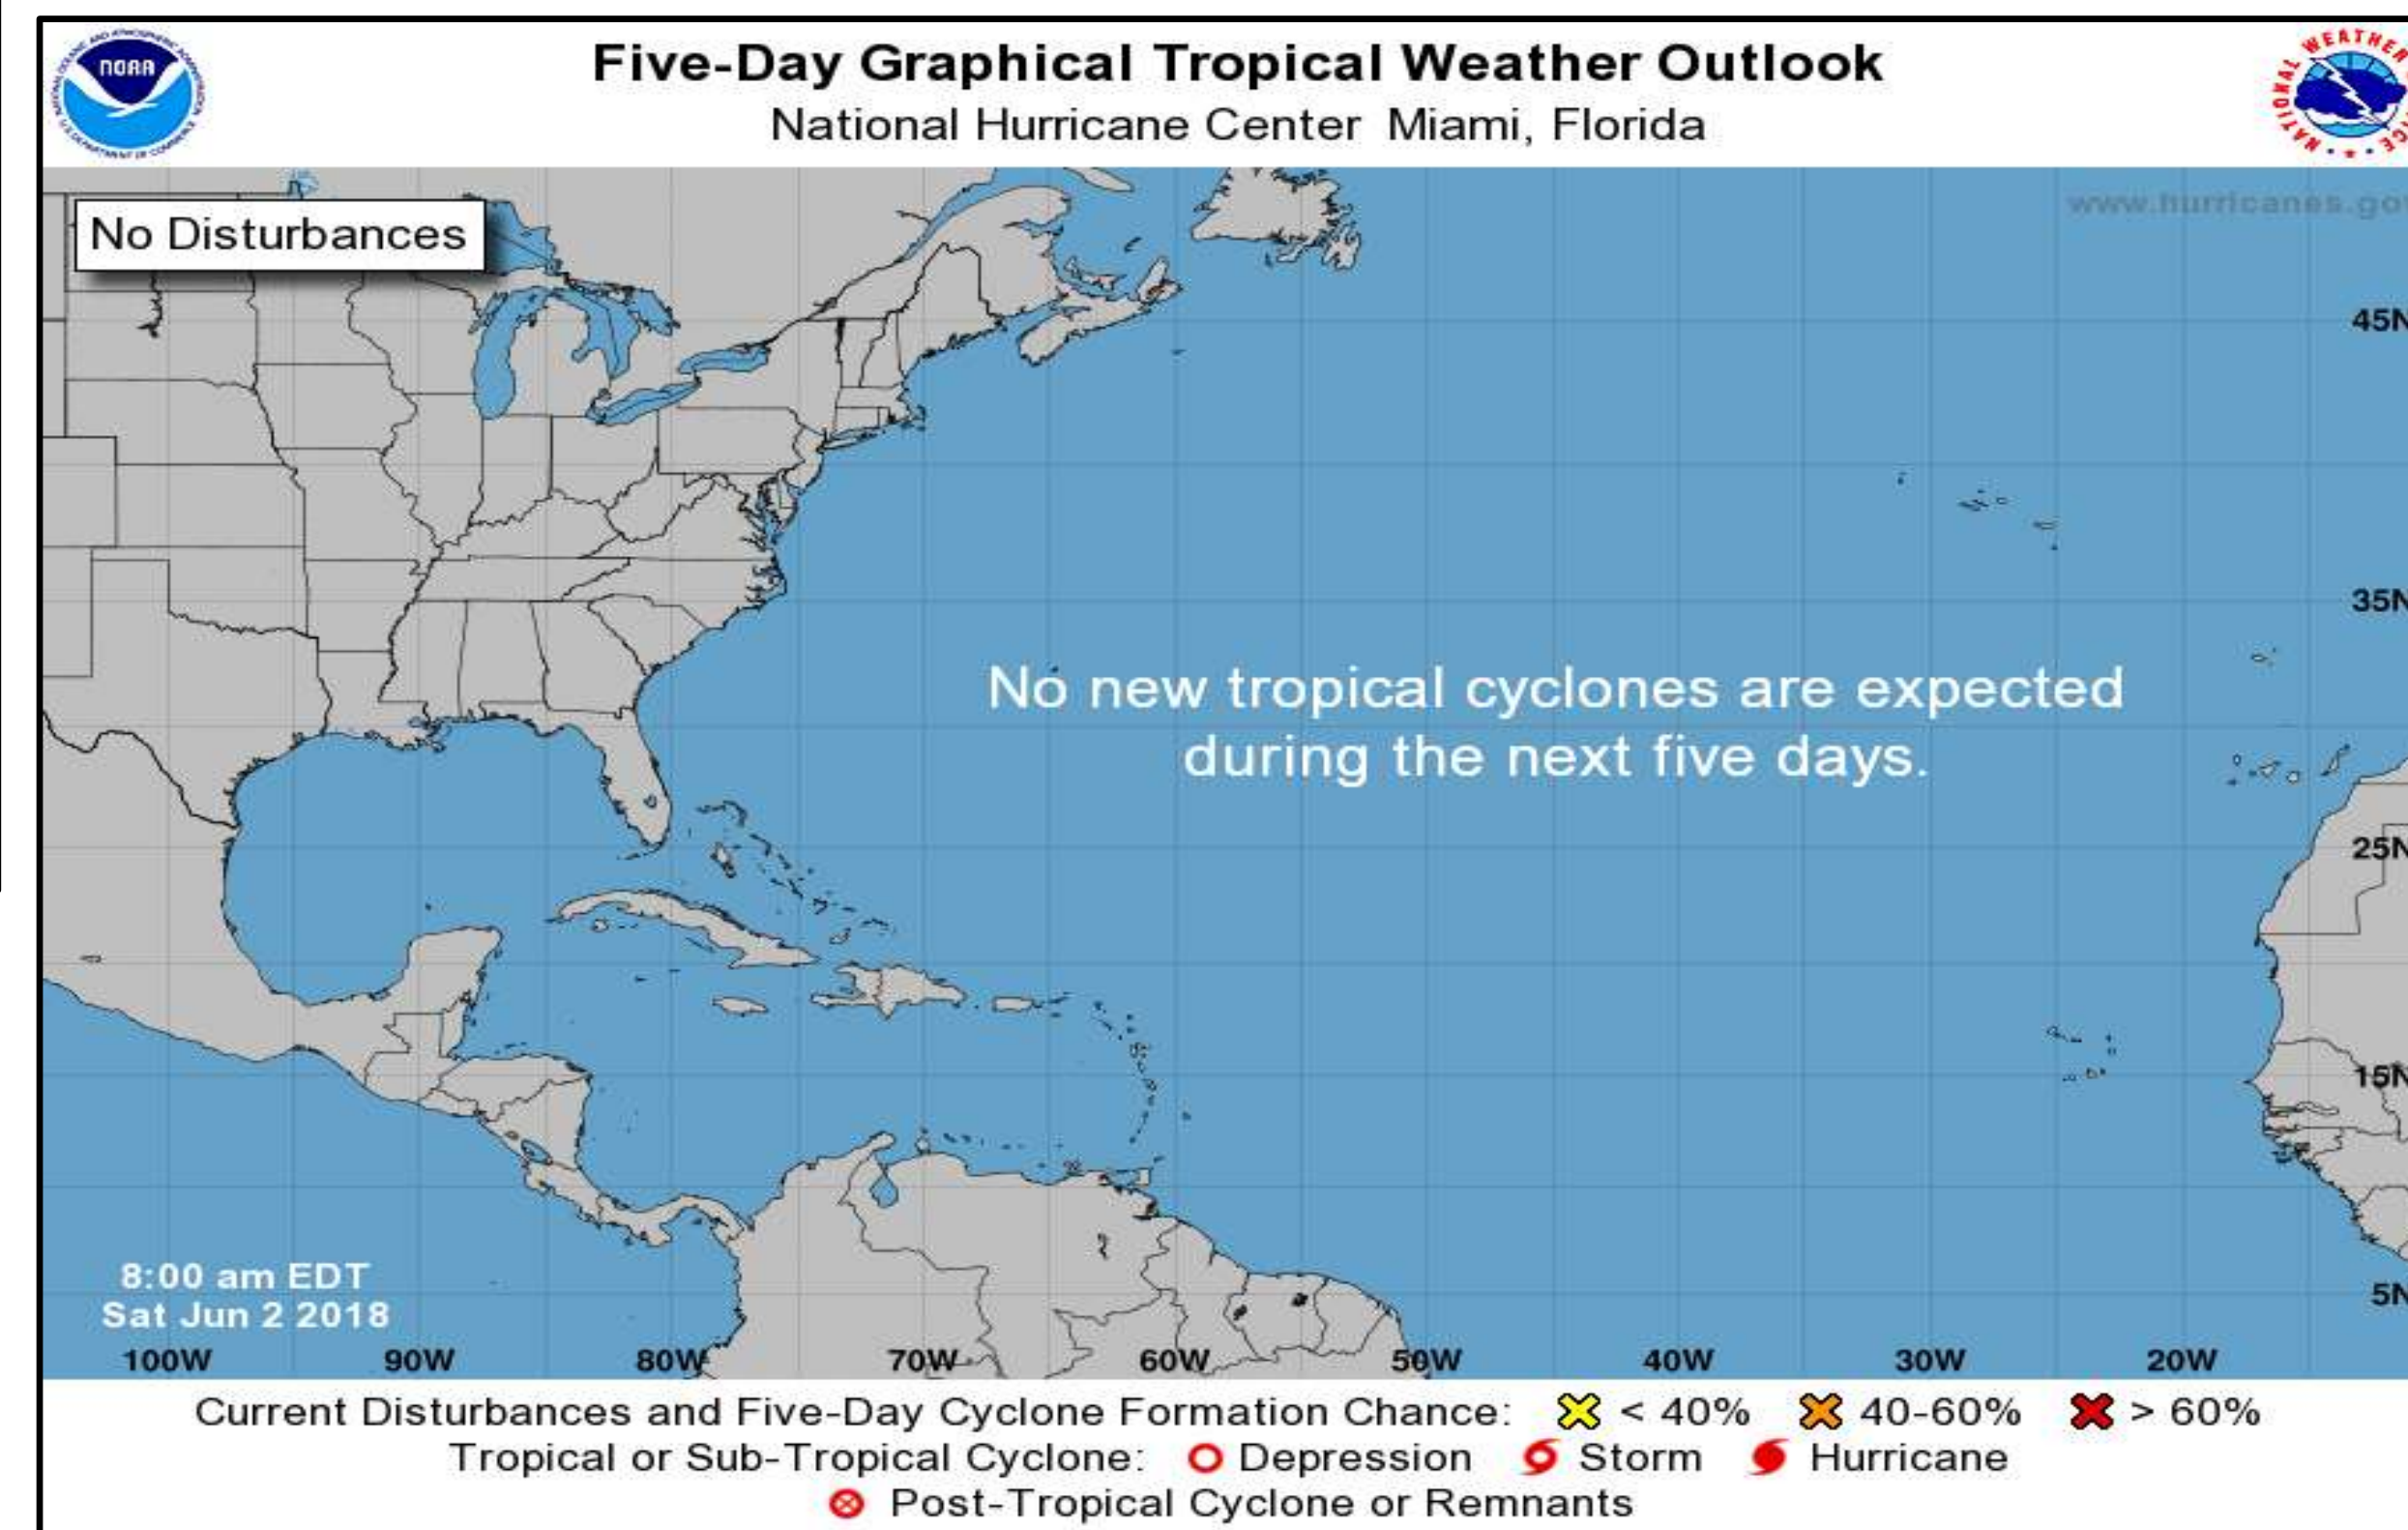 NOAA
Five-Day Graphical Tropical Weather Outlook
National Hurricane Center Miami, Florida
NATIONAL WEATHER
www.hurricanes.gov
No Disturbances
45N
35N
No new tropical cyclones are expected
during the next five days.
25N
15N
8:00 am EDT
Sat Jun 2 2018
5N
100W 90W 80W 70W 60W 50W 40W 30W 20W
Current Disturbances and Five-Day Cyclone Formation Chance: < 40% 40-60% > 60%
Tropical or Sub-Tropical Cyclone: Depression Storm Hurricane
Post-Tropical Cyclone or Remnants